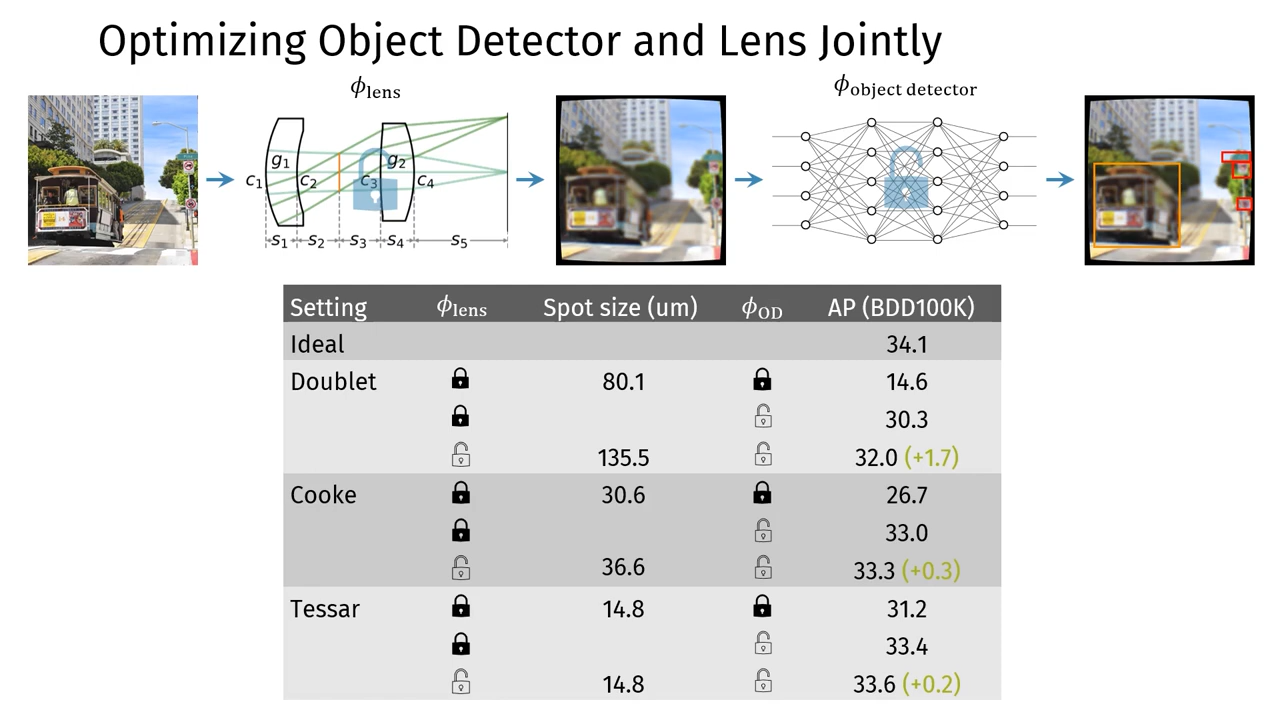 Optimizing Object Detector and Lens Jointly
ϕlens
ϕobject detector
g1 g2
c1 c2 c3 c4
s1 s2 s3 s4 s5
Setting ϕlens Spot size (um) ϕOD AP (BDD100K)
Ideal 34.1
Doublet 80.1 14.6
30.3
135.5 32.0 (+1.7)
Cooke 30.6 26.7
33.0
36.6 33.3 (+0.3)
Tessar 14.8 31.2
33.4
14.8 33.6 (+0.2)